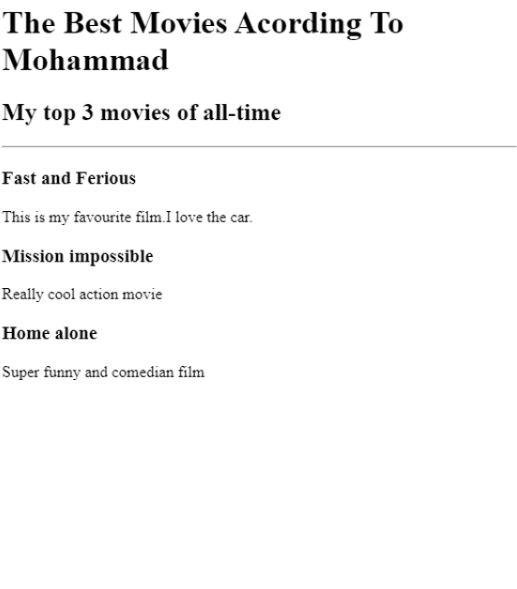 The Best Movies Acording To
Mohammad
My top 3 movies of all-time
Fast and Ferious
This is my favourite film.I love the car.
Mission impossible
Really cool action movie
Home alone
Super funny and comedian film